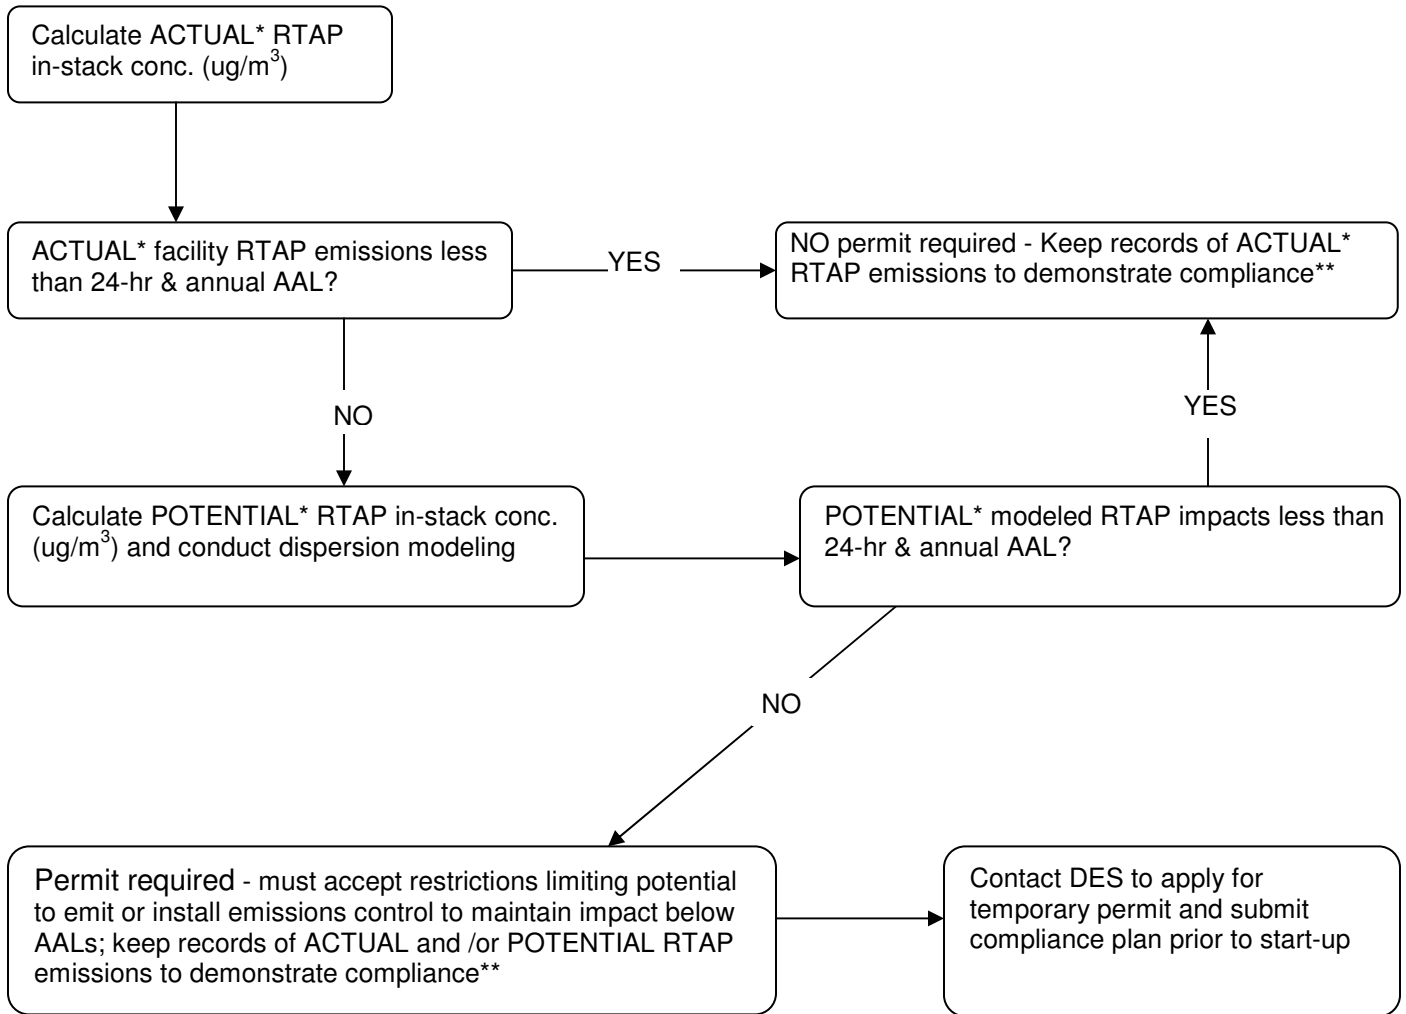 Calculate ACTUAL* RTAP
in-stack conc. (ug/m³)
ACTUAL* facility RTAP emissions less
than 24-hr & annual AAL?
YES
NO permit required - Keep records of ACTUAL*
RTAP emissions to demonstrate compliance**
NO
YES
Calculate POTENTIAL* RTAP in-stack conc.
(ug/m³) and conduct dispersion modeling
POTENTIAL* modeled RTAP impacts less than
24-hr & annual AAL?
NO
Permit required - must accept restrictions limiting potential
to emit or install emissions control to maintain impact below
AALs; keep records of ACTUAL and /or POTENTIAL RTAP
emissions to demonstrate compliance**
Contact DES to apply for
temporary permit and submit
compliance plan prior to start-up